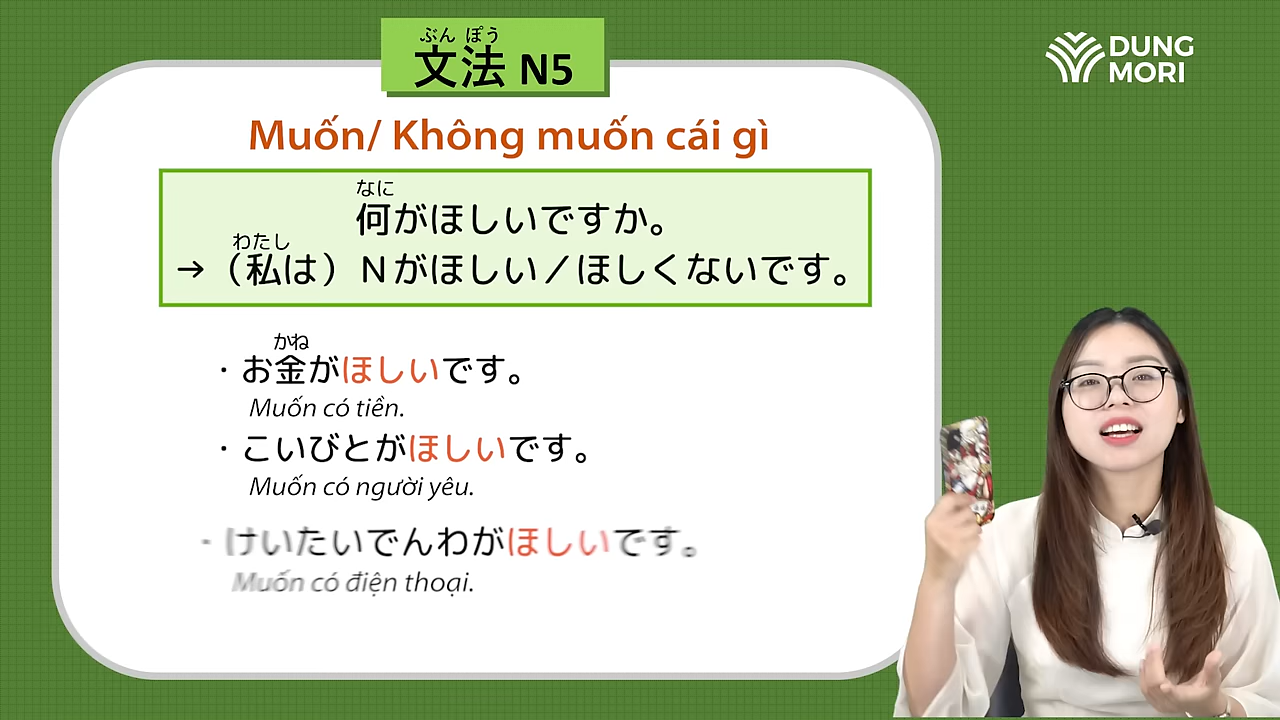 ぶん ぽう
文法 N5
DUNG
MORI
Muốn/ Không muốn cái gì
なに
何がほしいですか。
わたし
→（私は）Ｎがほしい／ほしくないです。
かね
・お金がほしいです。
Muốn có tiền.
・こいびとがほしいです。
Muốn có người yêu.
・けいたいでんわがほしいです。
Muốn có điện thoại.